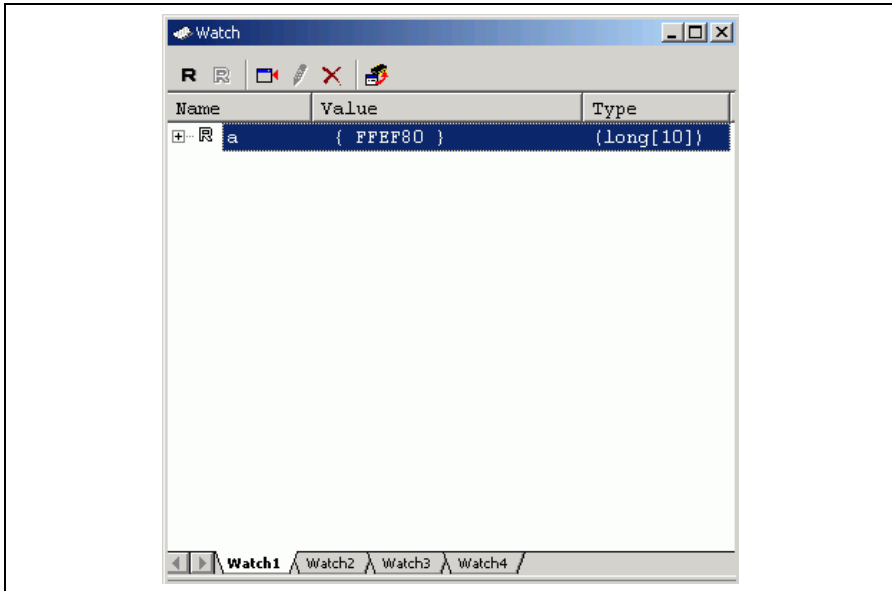 Watch
R R
Name Value Type
R a { FFEF80 } (long[10])
Watch1 Watch2 Watch3 Watch4